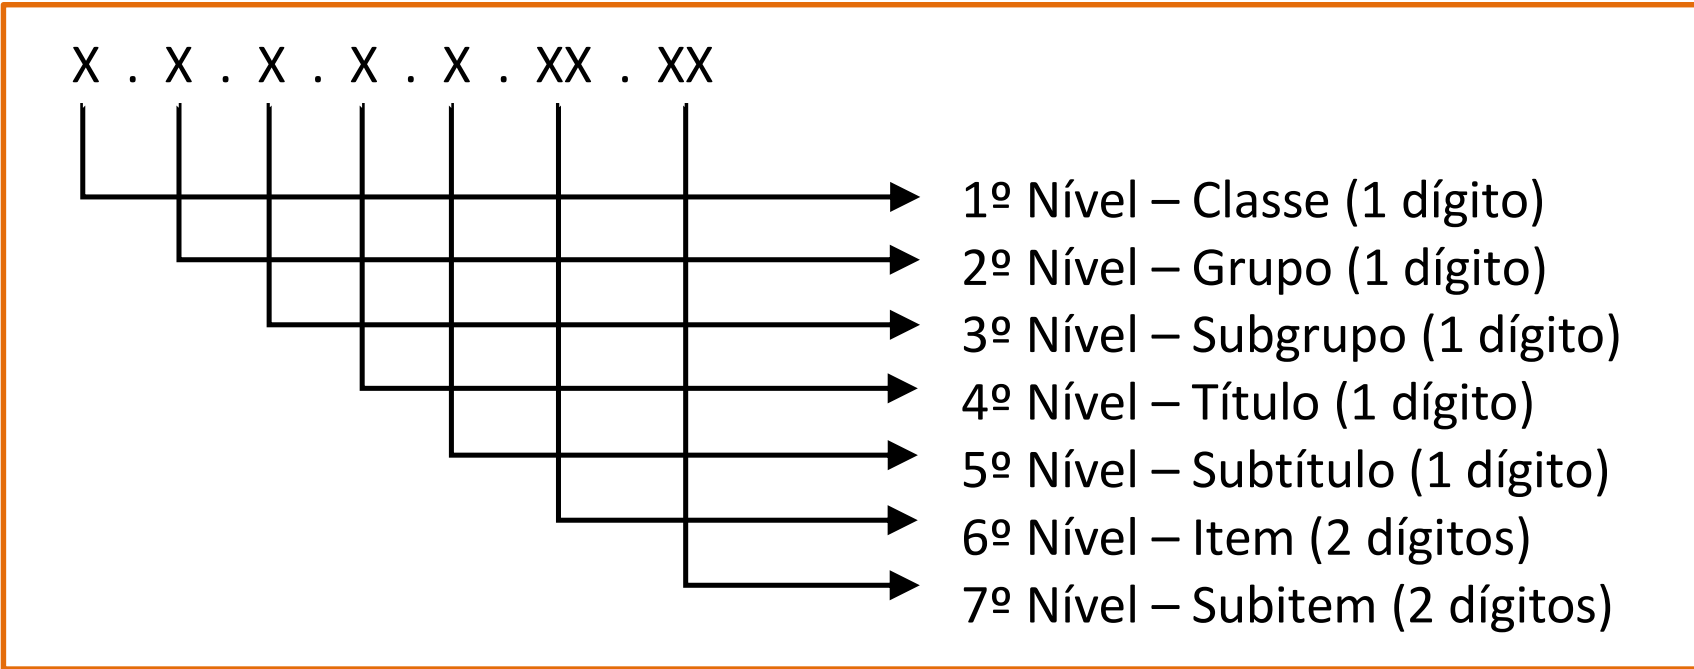 X . X . X . X . X . XX . XX
1º Nível – Classe (1 dígito)
2º Nível – Grupo (1 dígito)
3º Nível – Subgrupo (1 dígito)
4º Nível – Título (1 dígito)
5º Nível – Subtítulo (1 dígito)
6º Nível – Item (2 dígitos)
7º Nível – Subitem (2 dígitos)